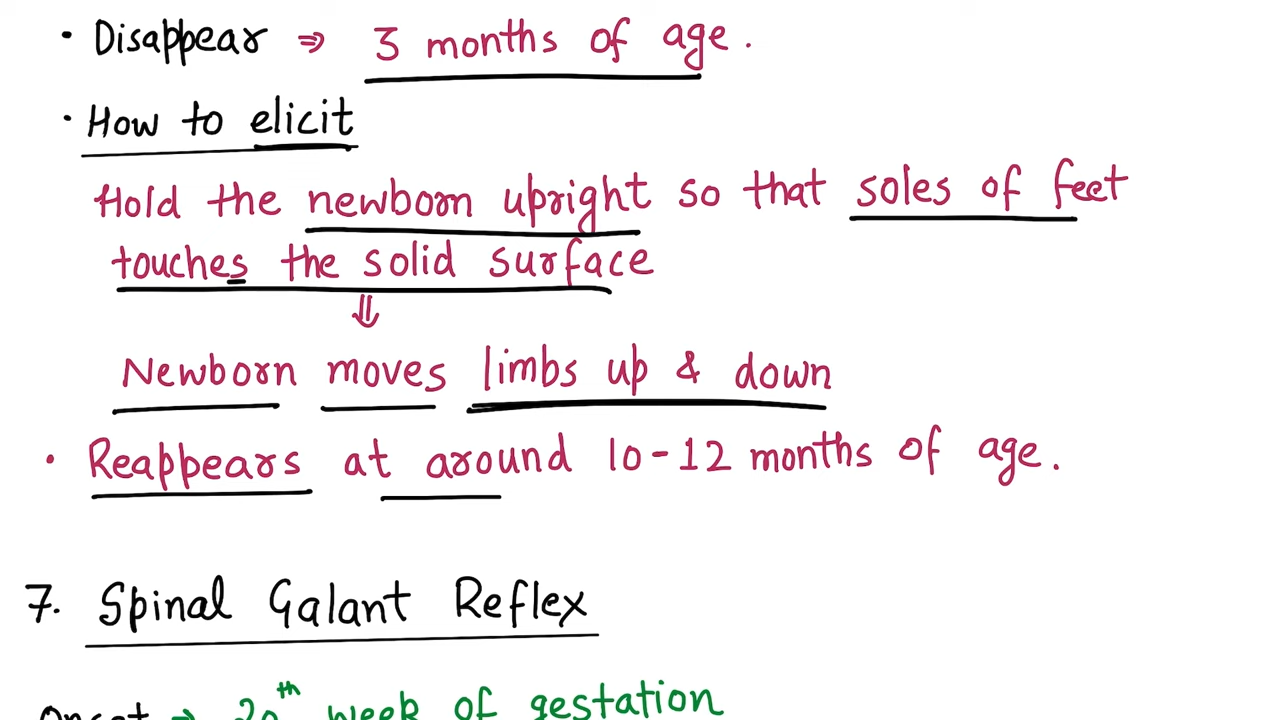 • Disappear ⇒ 3 months of age.
• How to elicit
Hold the newborn upright so that soles of feet
touches the solid surface
⇓
Newborn moves limbs up & down
• Reappears at around 10-12 months of age.
7. Spinal Galant Reflex
Onset → 20th week of gestation